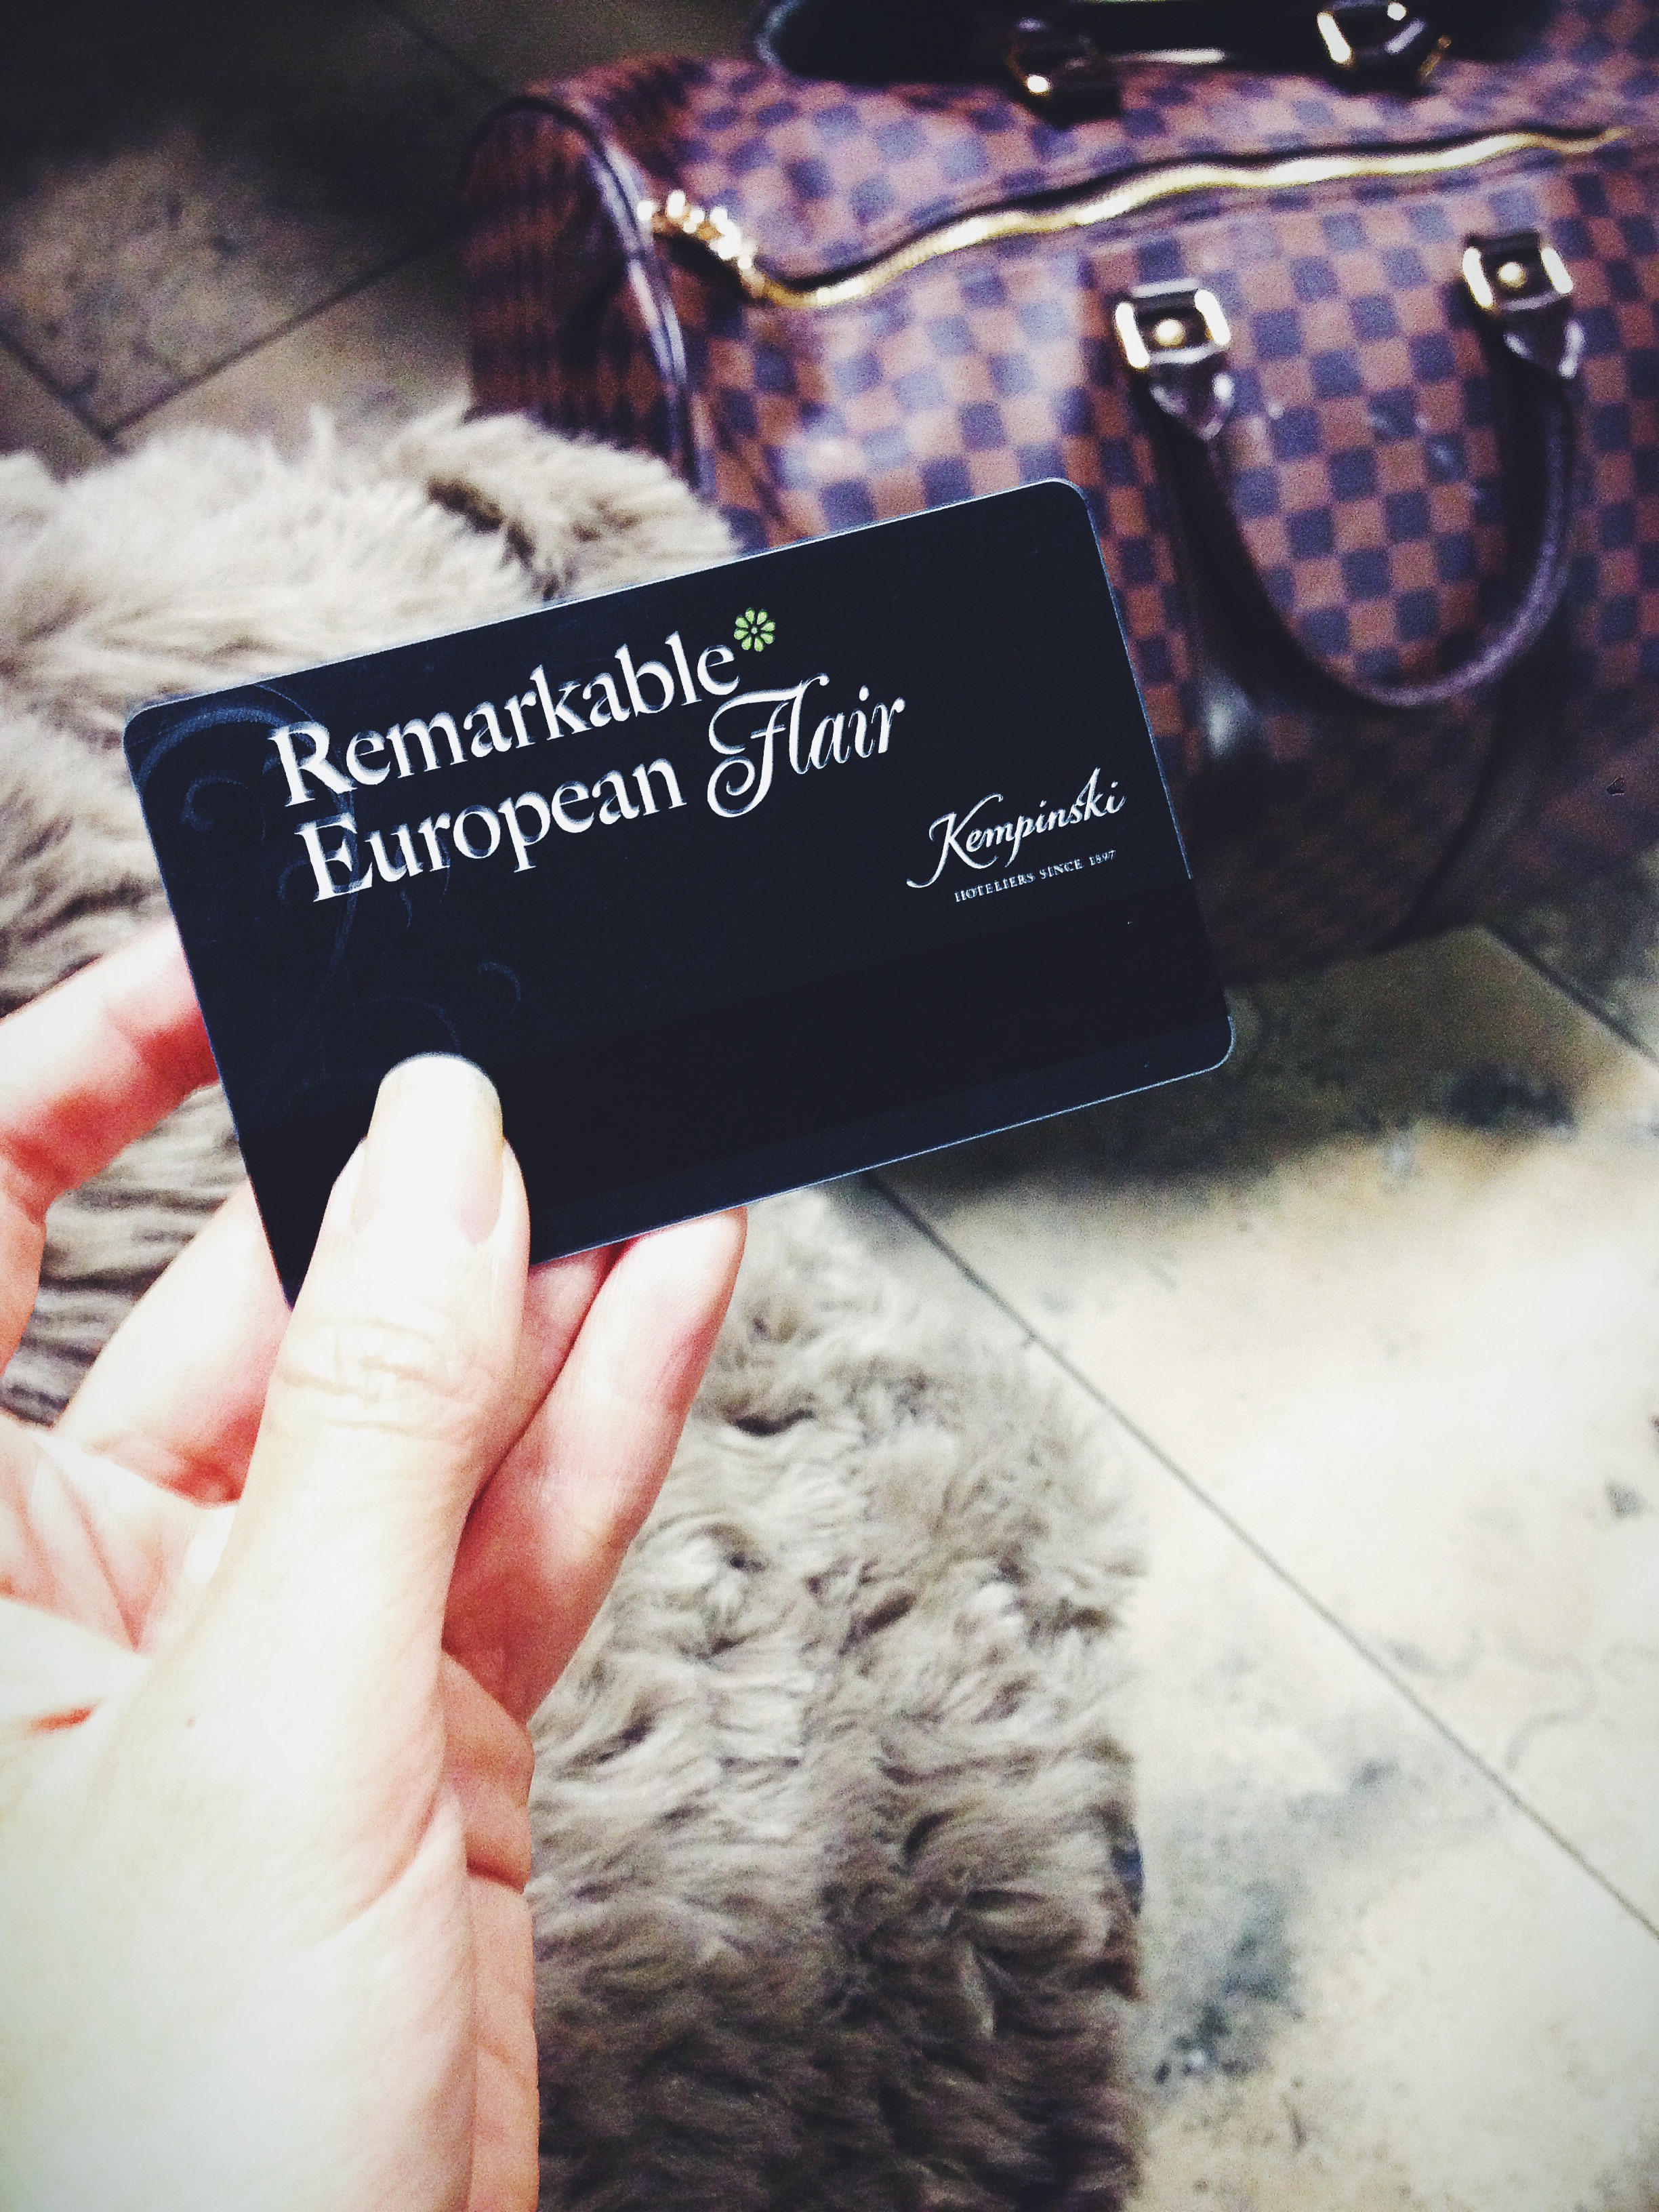 Remarkable
European Flair
Kempinski
HOTELIERS SINCE 1897